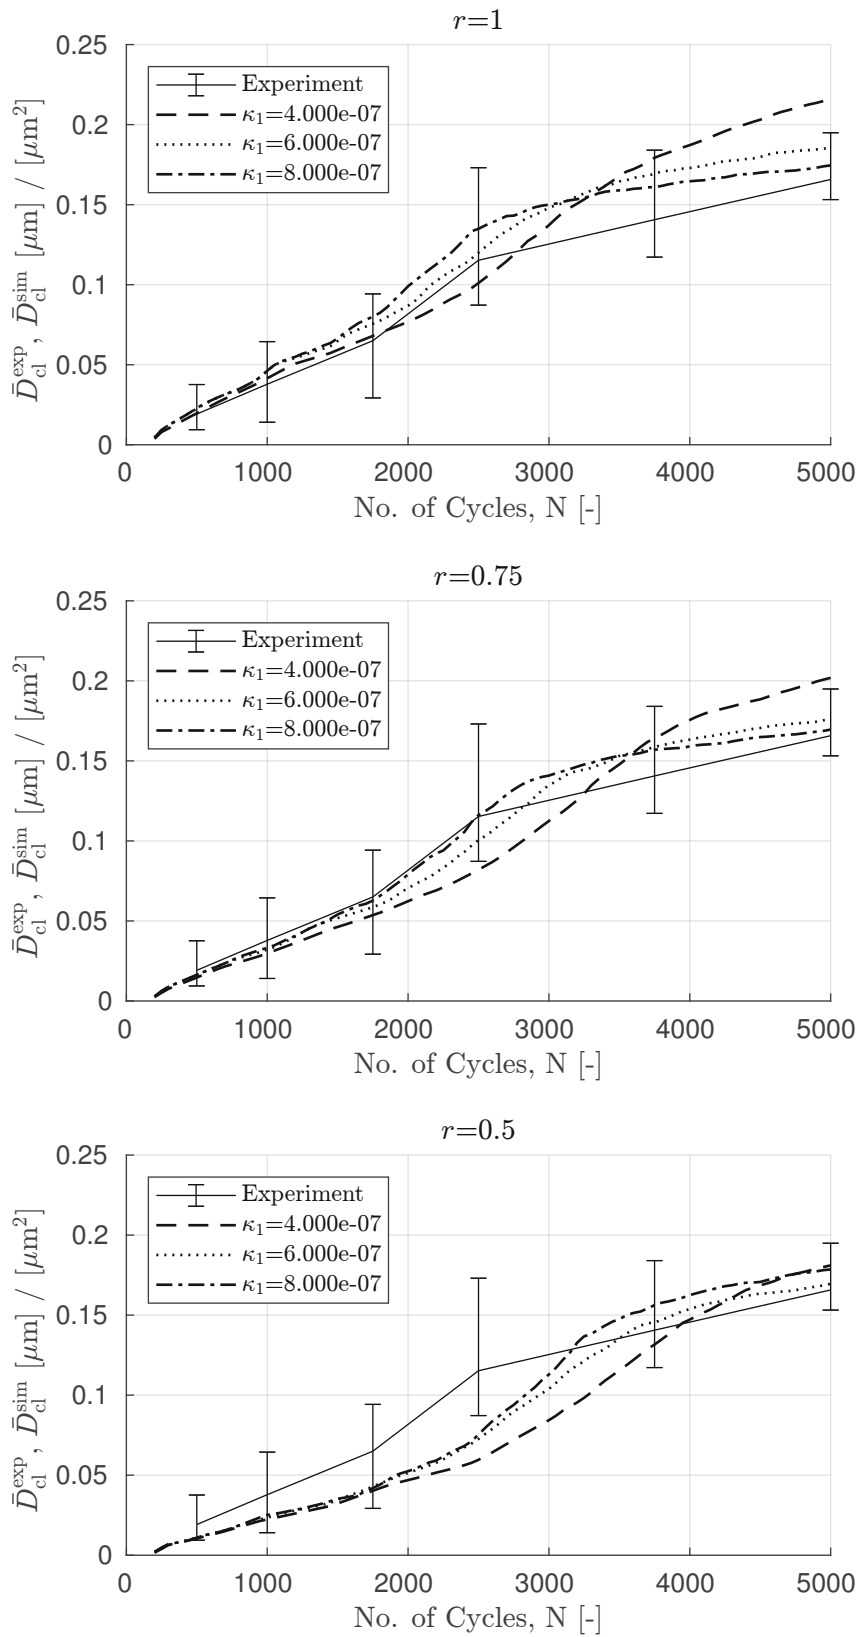 r=1
0.25
0.2
0.15
0.1
0.05
0
D̄cl^exp, D̄cl^sim [μm] / [μm²]
Experiment
κ₁=4.000e-07
κ₁=6.000e-07
κ₁=8.000e-07
0 1000 2000 3000 4000 5000
No. of Cycles, N [-]
r=0.75
0.25
0.2
0.15
0.1
0.05
0
D̄cl^exp, D̄cl^sim [μm] / [μm²]
Experiment
κ₁=4.000e-07
κ₁=6.000e-07
κ₁=8.000e-07
0 1000 2000 3000 4000 5000
No. of Cycles, N [-]
r=0.5
0.25
0.2
0.15
0.1
0.05
0
D̄cl^exp, D̄cl^sim [μm] / [μm²]
Experiment
κ₁=4.000e-07
κ₁=6.000e-07
κ₁=8.000e-07
0 1000 2000 3000 4000 5000
No. of Cycles, N [-]